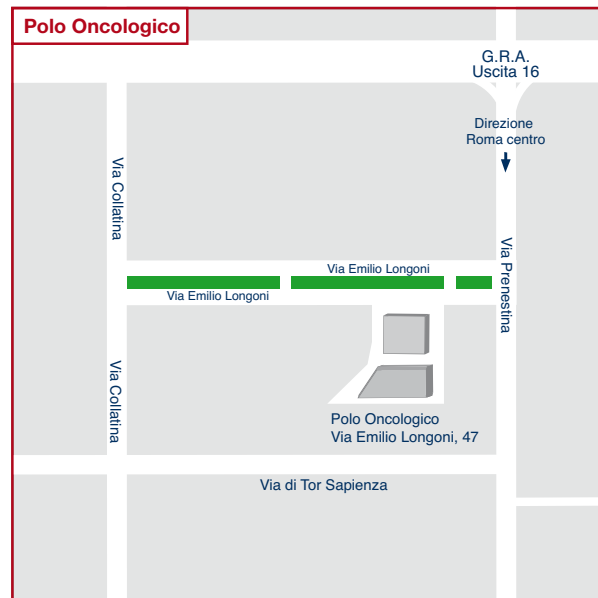 Polo Oncologico
G.R.A.
Uscita 16
Direzione
Roma centro
Via Collatina
Via Prenestina
Via Emilio Longoni
Via Emilio Longoni
Via Collatina
Polo Oncologico
Via Emilio Longoni, 47
Via di Tor Sapienza